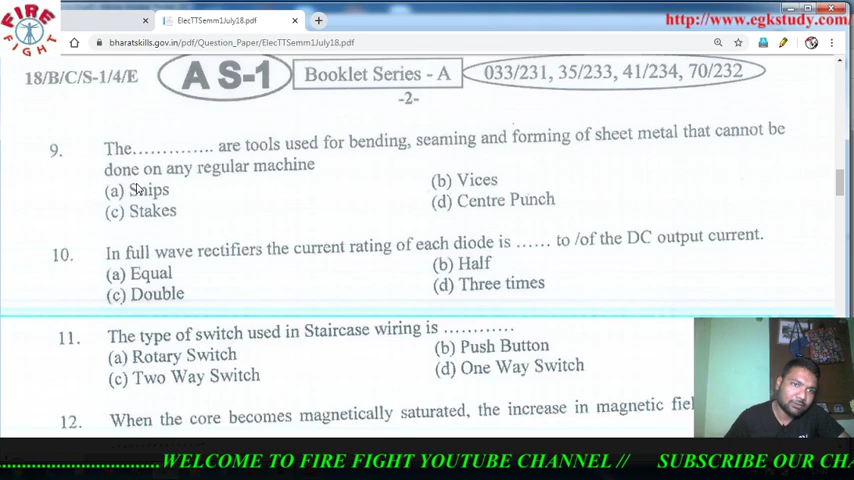 FIRE
FIGHT
ElecTTSemm1July18.pdf
http://www.egkstudy.com/
bharatskills.gov.in/pdf/Question_Paper/ElecTTSemm1July18.pdf
18/B/C/S-1/4/E
A S-1
Booklet Series - A
033/231, 35/233, 41/234, 70/232
-2-
9. The.............. are tools used for bending, seaming and forming of sheet metal that cannot be
done on any regular machine
(a) Snips (b) Vices
(c) Stakes (d) Centre Punch
10. In full wave rectifiers the current rating of each diode is ...... to /of the DC output current.
(a) Equal (b) Half
(c) Double (d) Three times
11. The type of switch used in Staircase wiring is ............
(a) Rotary Switch (b) Push Button
(c) Two Way Switch (d) One Way Switch
12. When the core becomes magnetically saturated, the increase in magnetic fiel
WELCOME TO FIRE FIGHT YOUTUBE CHANNEL // SUBSCRIBE OUR CHA